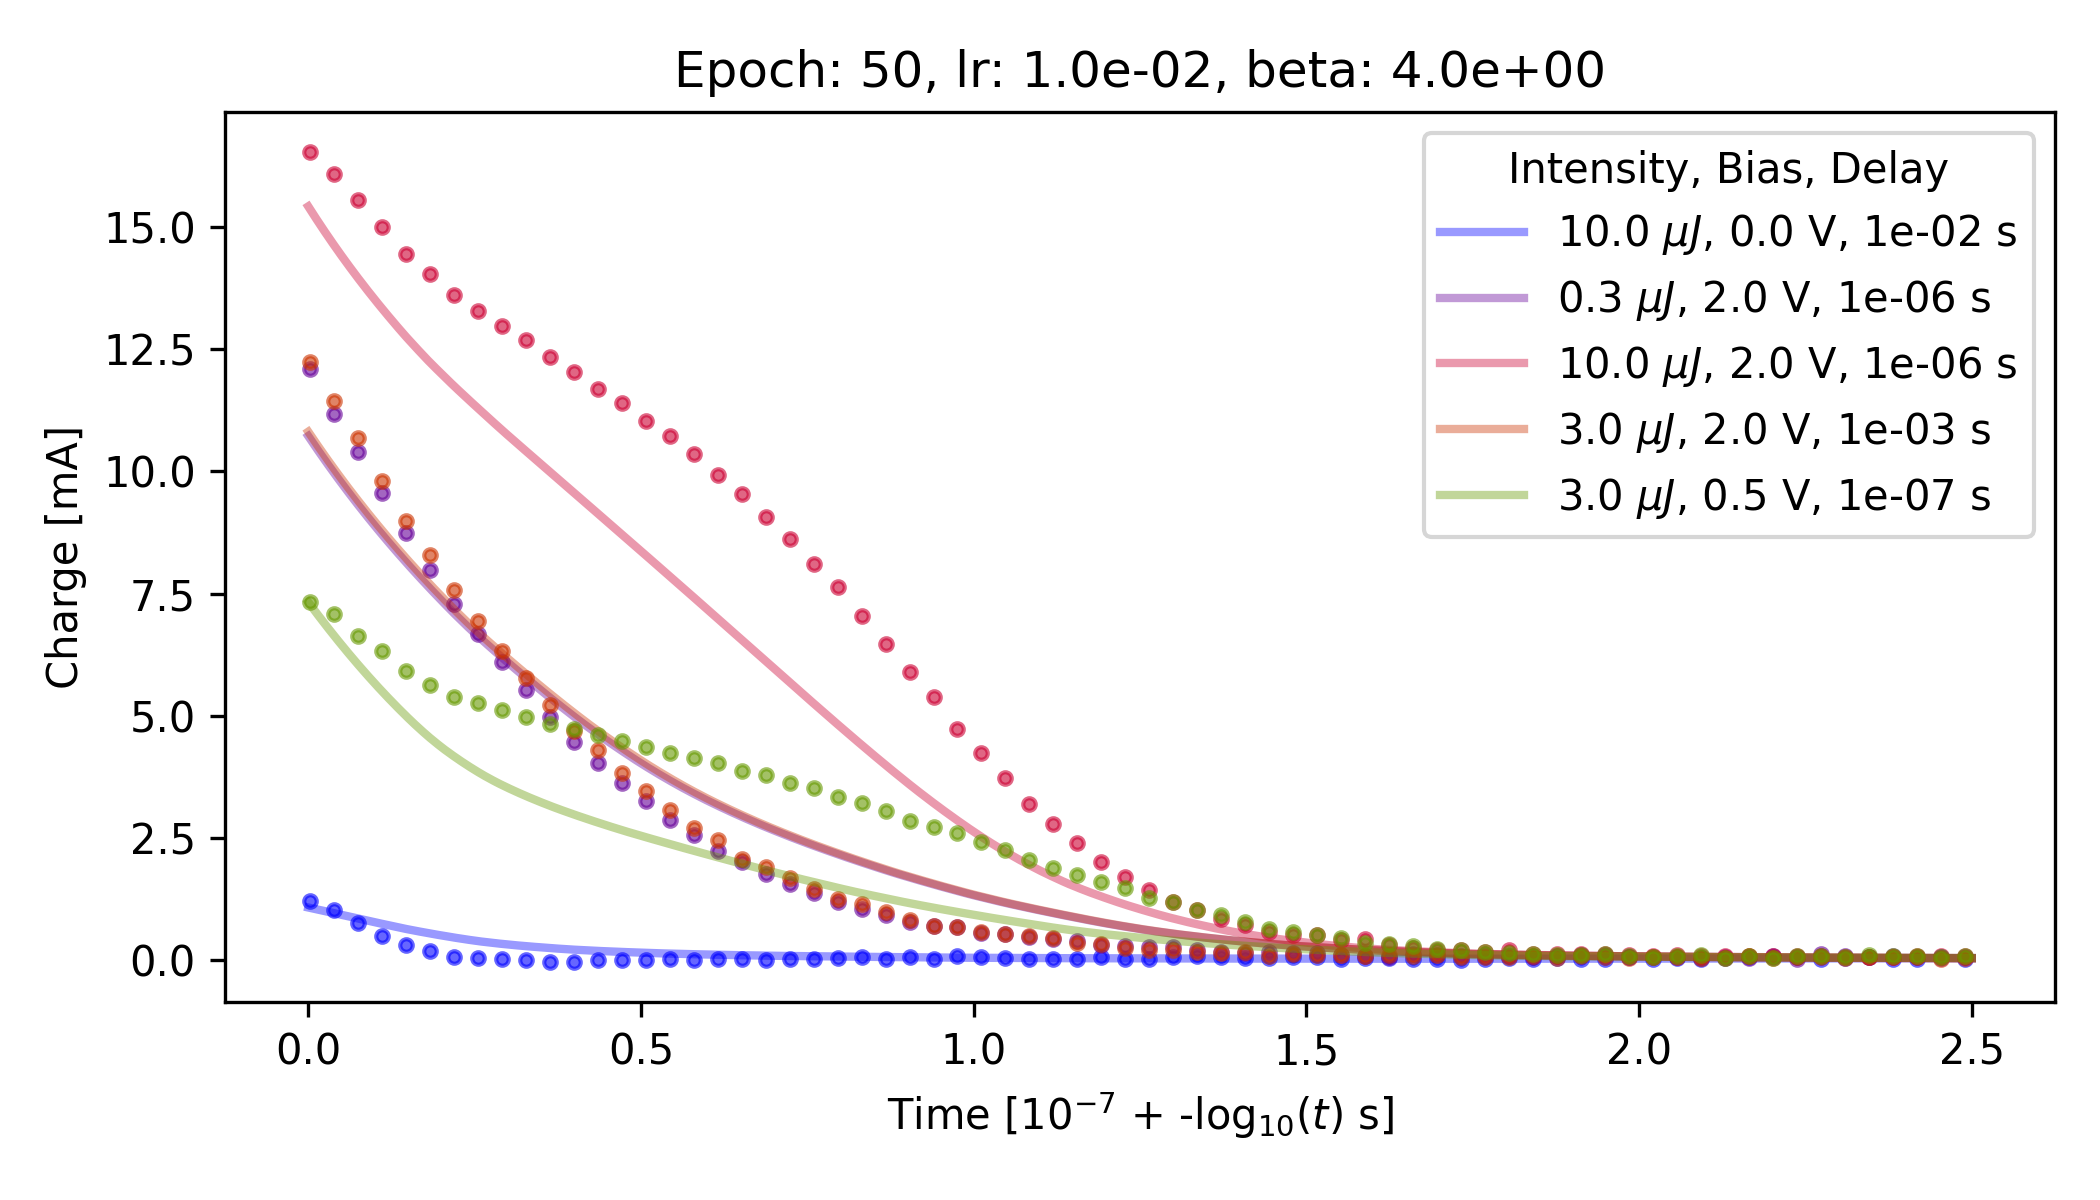 Epoch: 50, lr: 1.0e-02, beta: 4.0e+00
Intensity, Bias, Delay
10.0 μJ, 0.0 V, 1e-02 s
0.3 μJ, 2.0 V, 1e-06 s
10.0 μJ, 2.0 V, 1e-06 s
3.0 μJ, 2.0 V, 1e-03 s
3.0 μJ, 0.5 V, 1e-07 s
Charge [mA]
15.0
12.5
10.0
7.5
5.0
2.5
0.0
0.0 0.5 1.0 1.5 2.0 2.5
Time [10⁻⁷ + -log₁₀(t) s]